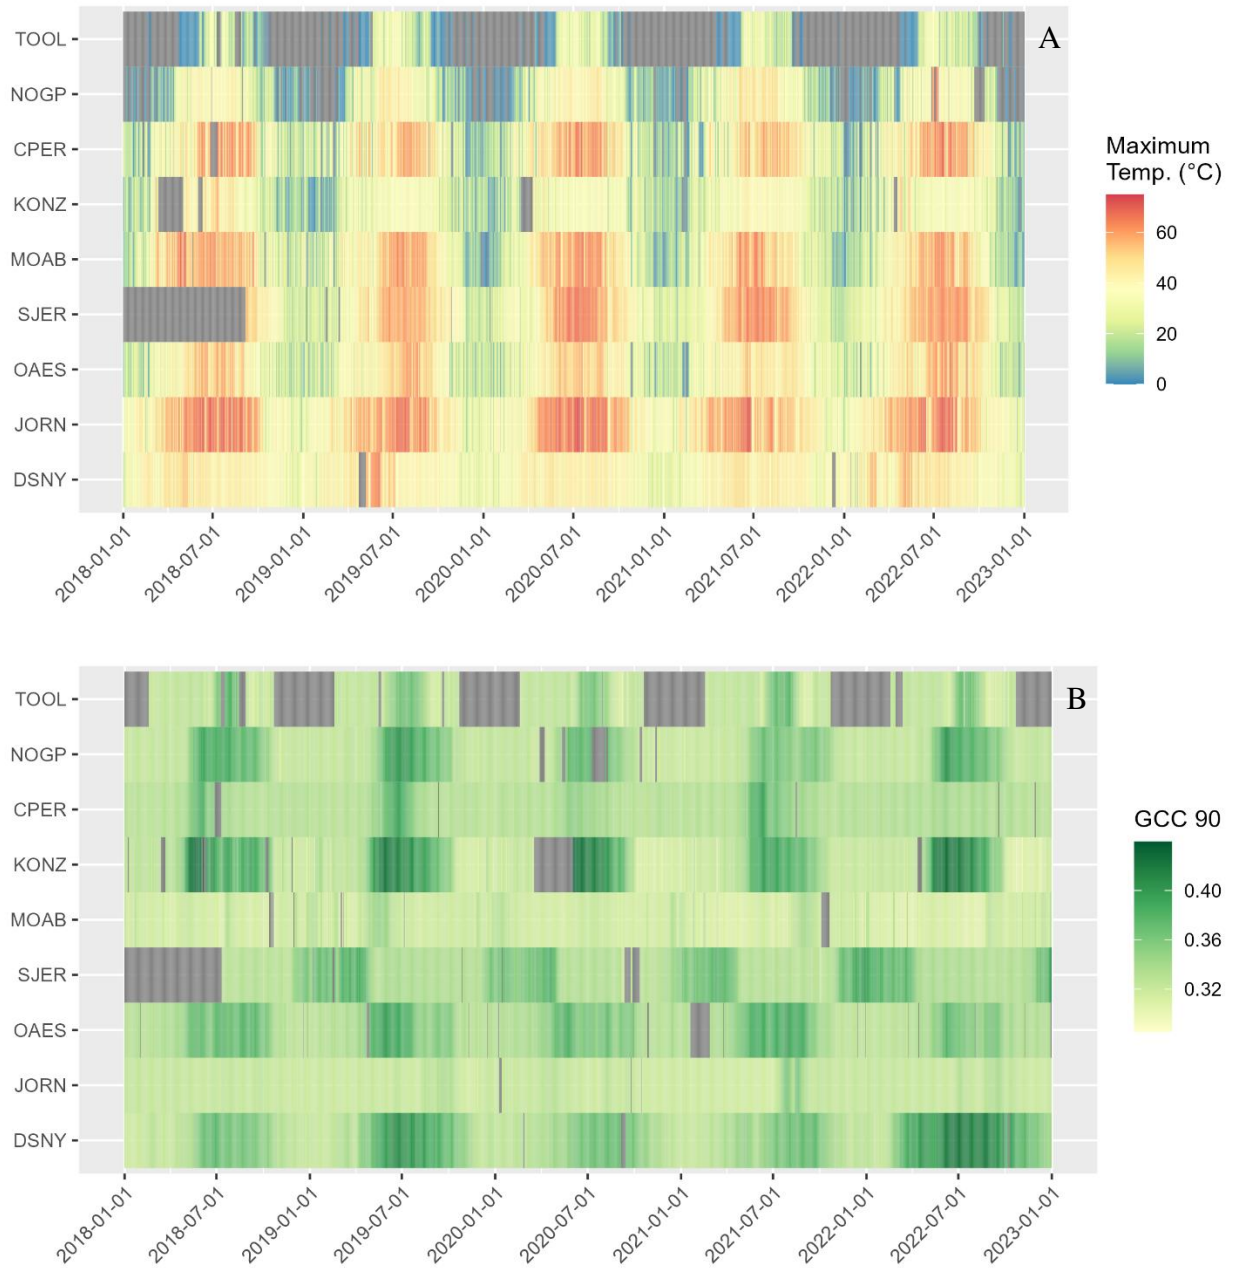 A
TOOL
NOGP
CPER
KONZ
MOAB
SJER
OAES
JORN
DSNY
Maximum
Temp. (°C)
60
40
20
0
2018-01-01
2018-07-01
2019-01-01
2019-07-01
2020-01-01
2020-07-01
2021-01-01
2021-07-01
2022-01-01
2022-07-01
2023-01-01
B
TOOL
NOGP
CPER
KONZ
MOAB
SJER
OAES
JORN
DSNY
GCC 90
0.40
0.36
0.32
2018-01-01
2018-07-01
2019-01-01
2019-07-01
2020-01-01
2020-07-01
2021-01-01
2021-07-01
2022-01-01
2022-07-01
2023-01-01